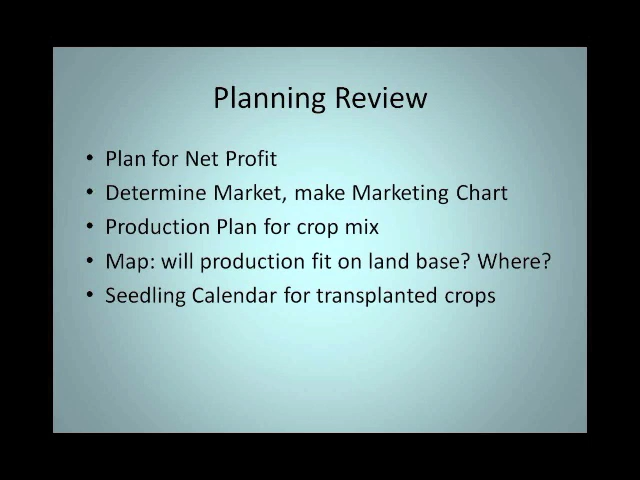 Planning Review
• Plan for Net Profit
• Determine Market, make Marketing Chart
• Production Plan for crop mix
• Map: will production fit on land base? Where?
• Seedling Calendar for transplanted crops